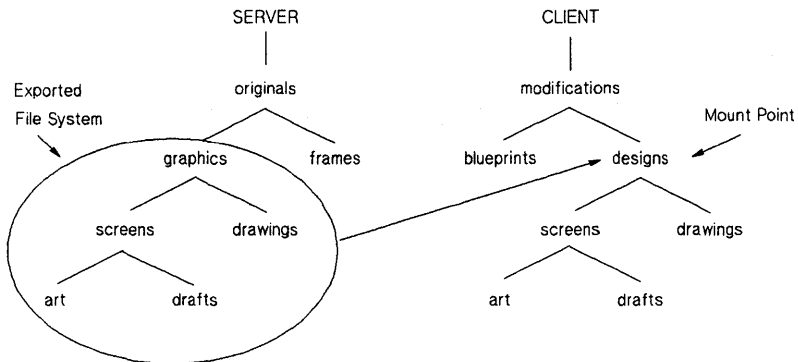 SERVER CLIENT
originals modifications
Exported
File System
Mount Point
graphics frames blueprints designs
screens drawings screens drawings
art drafts art drafts